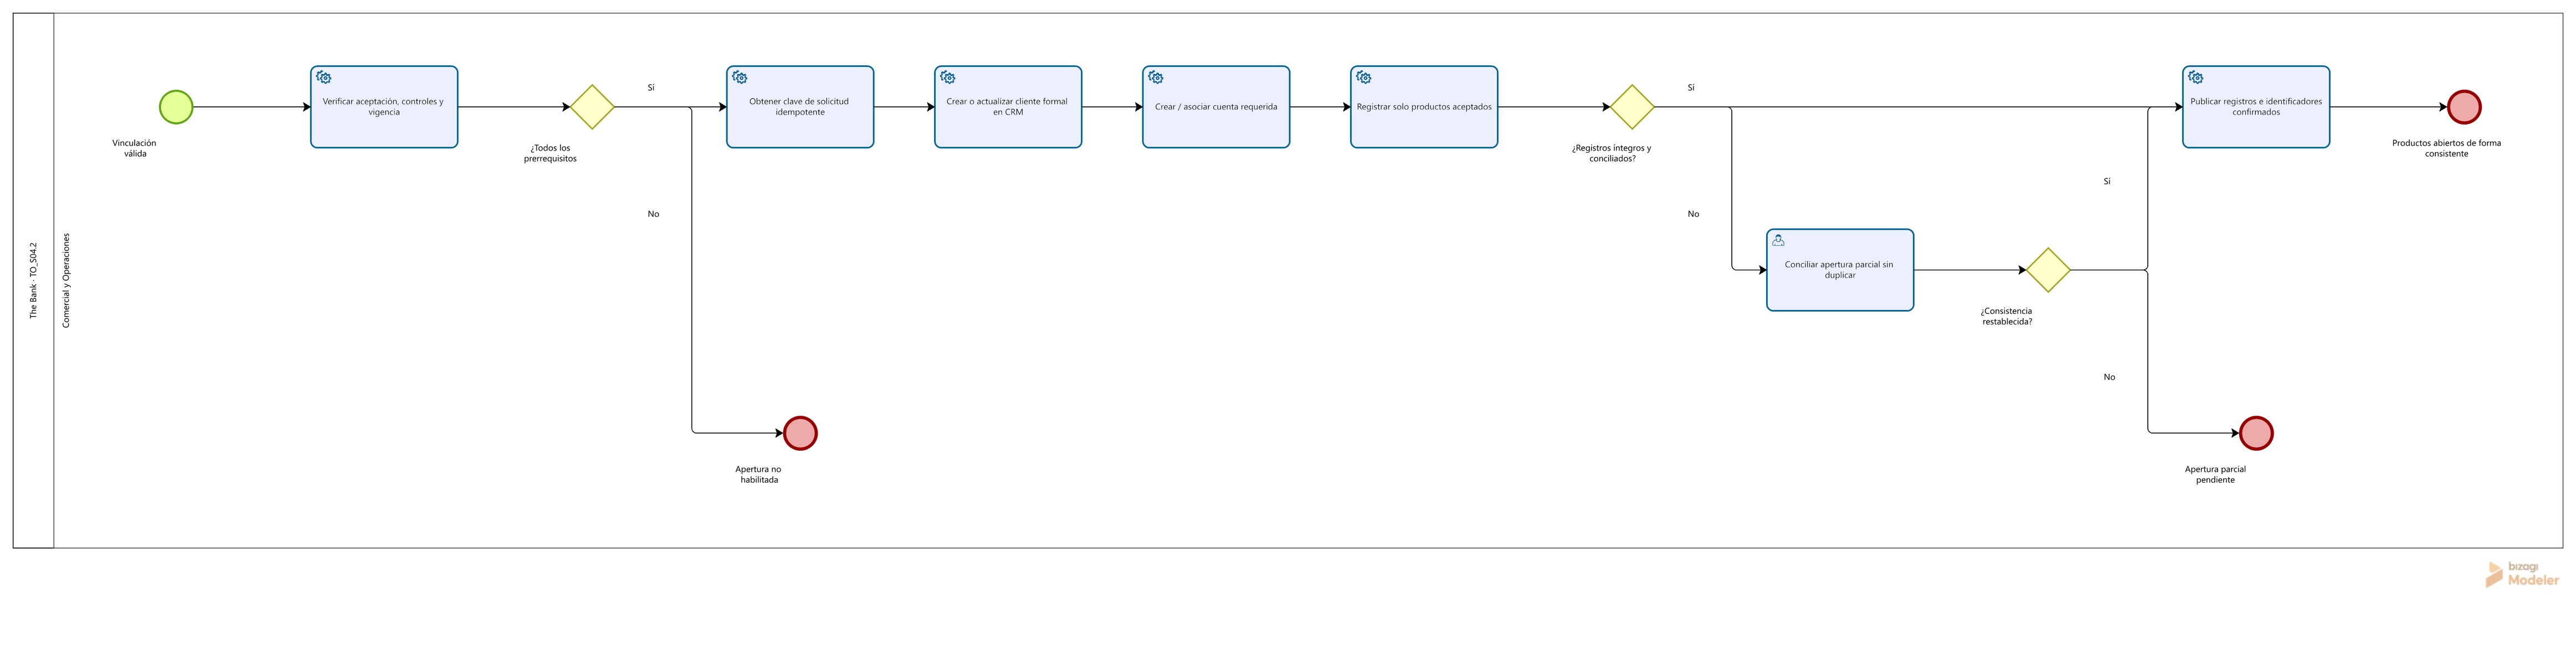 The Bank - TO_S04.2
Comercial y Operaciones
Vinculación
válida
Verificar aceptación, controles y
vigencia
¿Todos los
prerrequisitos
Sí
No
Apertura no
habilitada
Obtener clave de solicitud
idempotente
Crear o actualizar cliente formal
en CRM
Crear / asociar cuenta requerida
Registrar solo productos aceptados
¿Registros íntegros y
conciliados?
Sí
No
Conciliar apertura parcial sin
duplicar
¿Consistencia
restablecida?
Sí
No
Apertura parcial
pendiente
Publicar registros e identificadores
confirmados
Productos abiertos de forma
consistente
bizagi
Modeler